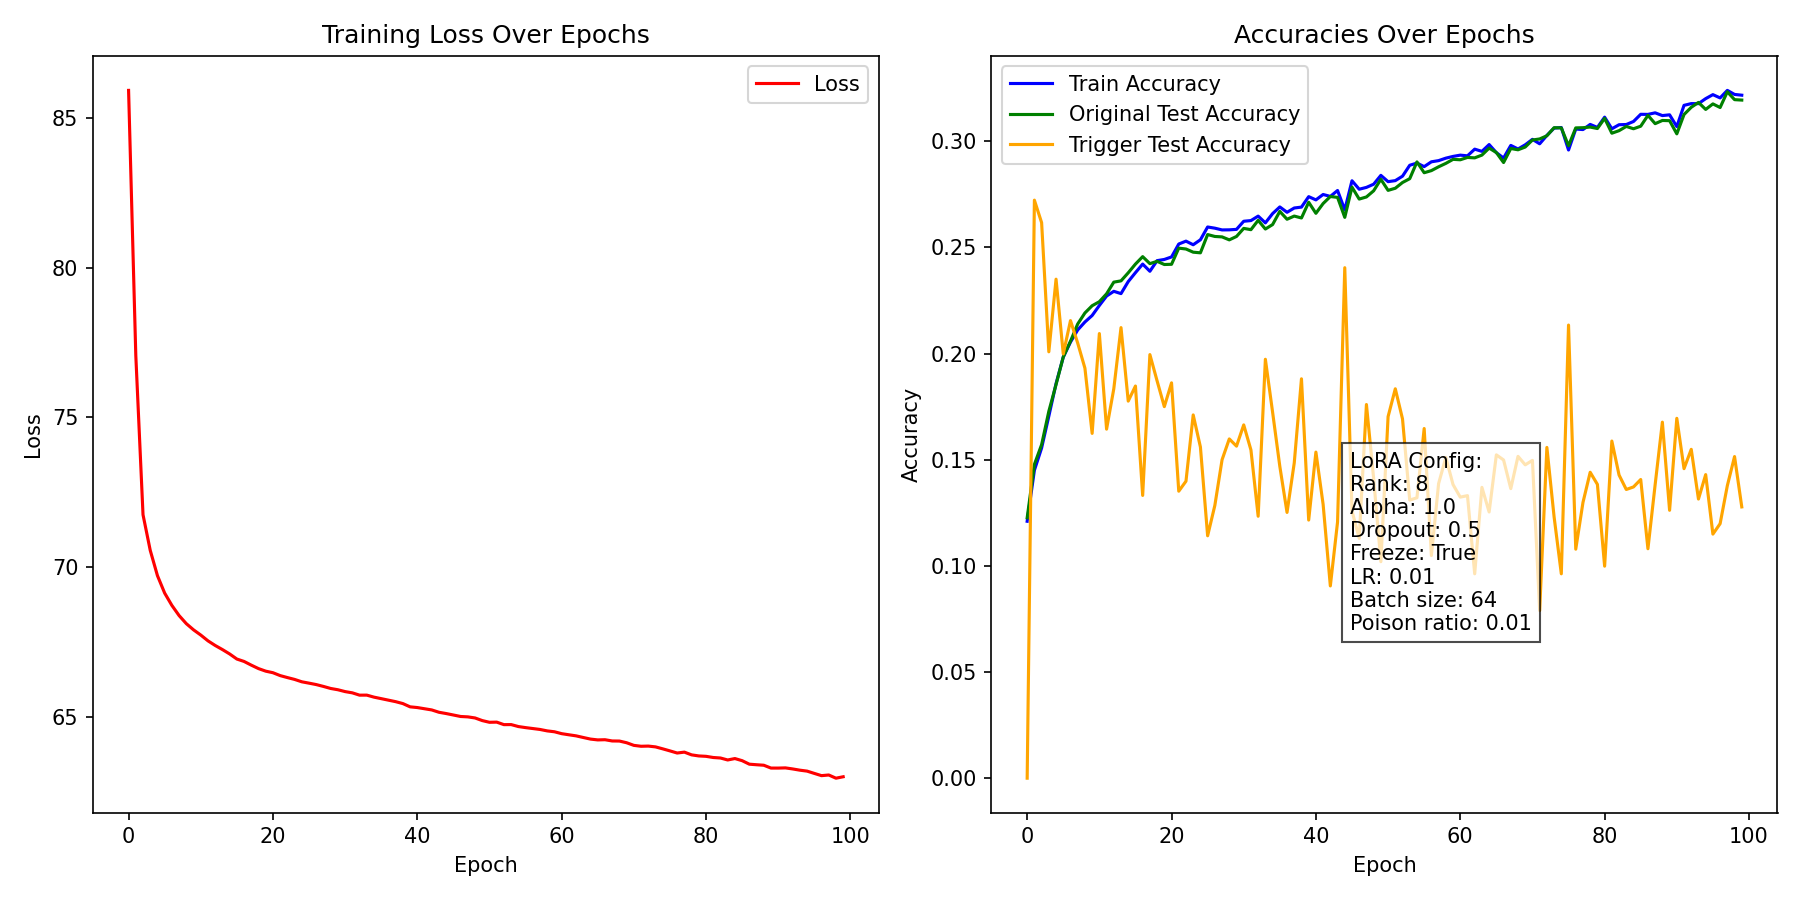 Training Loss Over Epochs
Loss
85
80
75
70
65
Loss
0
20
40
60
80
100
Epoch
Accuracies Over Epochs
Train Accuracy
Original Test Accuracy
Trigger Test Accuracy
0.30
0.25
0.20
0.15
0.10
0.05
0.00
Accuracy
LoRA Config:
Rank: 8
Alpha: 1.0
Dropout: 0.5
Freeze: True
LR: 0.01
Batch size: 64
Poison ratio: 0.01
0
20
40
60
80
100
Epoch